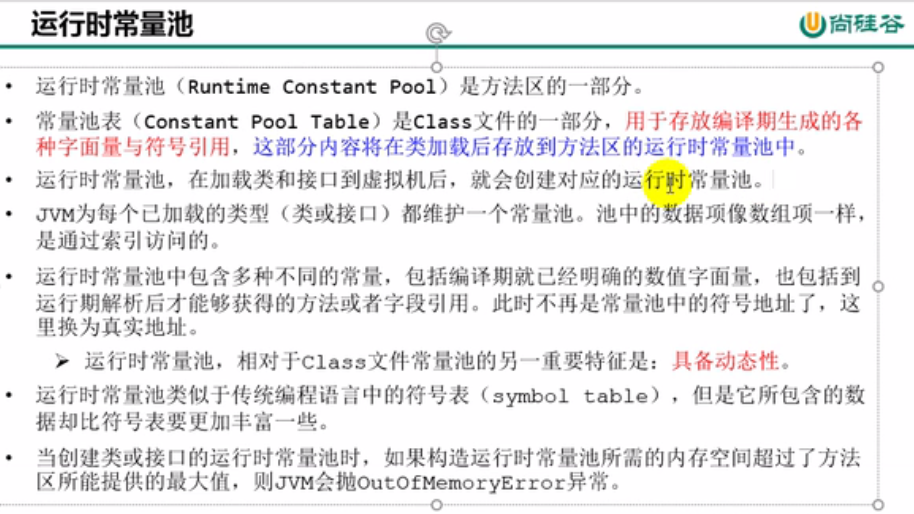 运行时常量池
尚硅谷
• 运行时常量池（Runtime Constant Pool）是方法区的一部分。
• 常量池表（Constant Pool Table）是Class文件的一部分，用于存放编译期生成的各
种字面量与符号引用，这部分内容将在类加载后存放到方法区的运行时常量池中。
• 运行时常量池，在加载类和接口到虚拟机后，就会创建对应的运行时常量池。
• JVM为每个已加载的类型（类或接口）都维护一个常量池。池中的数据项像数组项一样，
是通过索引访问的。
• 运行时常量池中包含多种不同的常量，包括编译期就已经明确的数值字面量，也包括到
运行期解析后才能够获得的方法或者字段引用。此时不再是常量池中的符号地址了，这
里换为真实地址。
➢ 运行时常量池，相对于Class文件常量池的另一重要特征是：具备动态性。
• 运行时常量池类似于传统编程语言中的符号表（symbol table），但是它所包含的数
据却比符号表要更加丰富一些。
• 当创建类或接口的运行时常量池时，如果构造运行时常量池所需的内存空间超过了方法
区所能提供的最大值，则JVM会抛OutOfMemoryError异常。